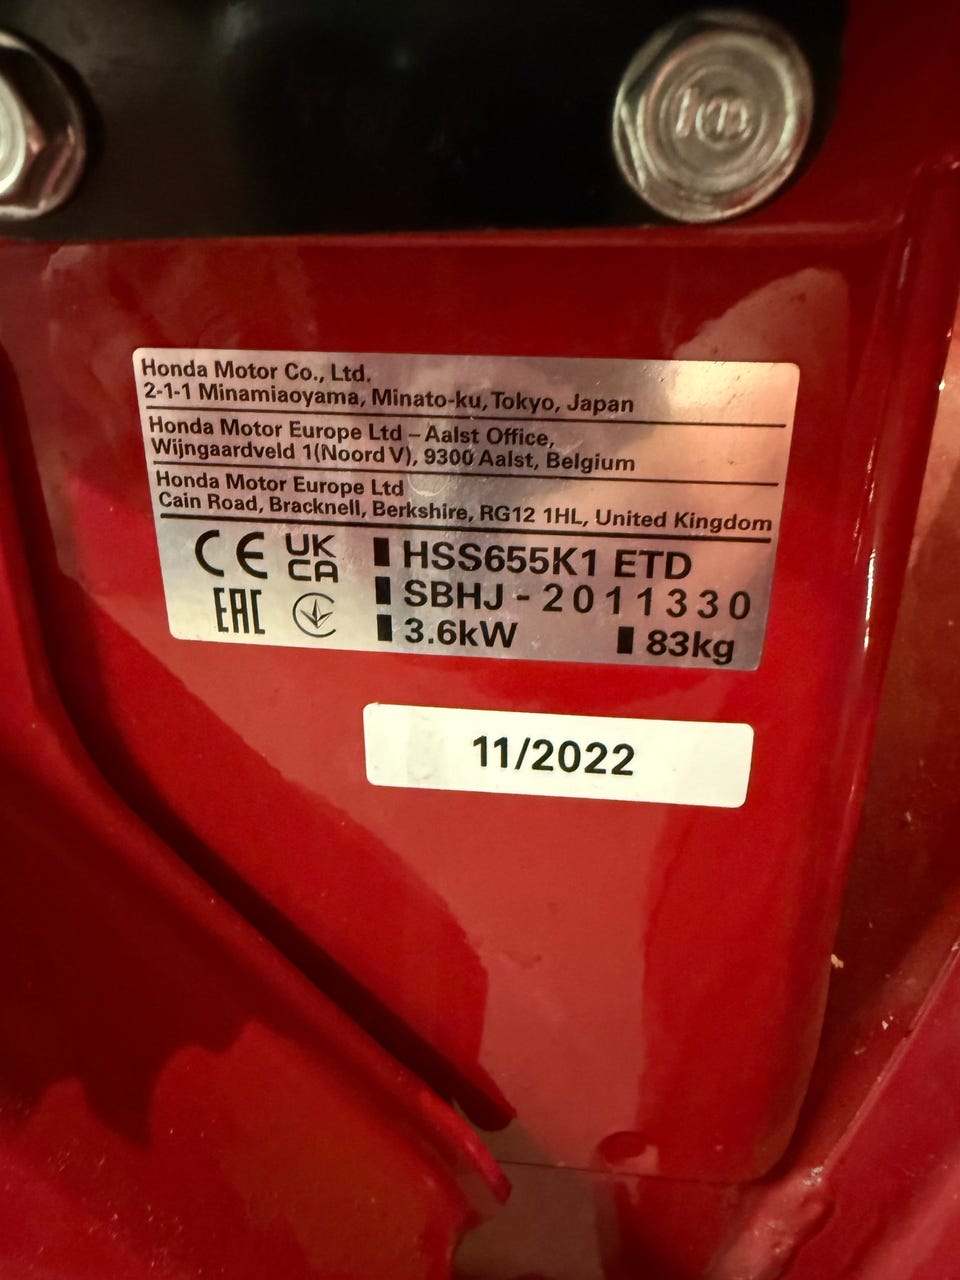 Honda Motor Co., Ltd.
2-1-1 Minamiaoyama, Minato-ku, Tokyo, Japan
Honda Motor Europe Ltd – Aalst Office,
Wijngaardveld 1(Noord V), 9300 Aalst, Belgium
Honda Motor Europe Ltd
Cain Road, Bracknell, Berkshire, RG12 1HL, United Kingdom
CE UK CA HSS655K1 ETD
SBHJ - 2011330
EAC 3.6kW 83kg
11/2022